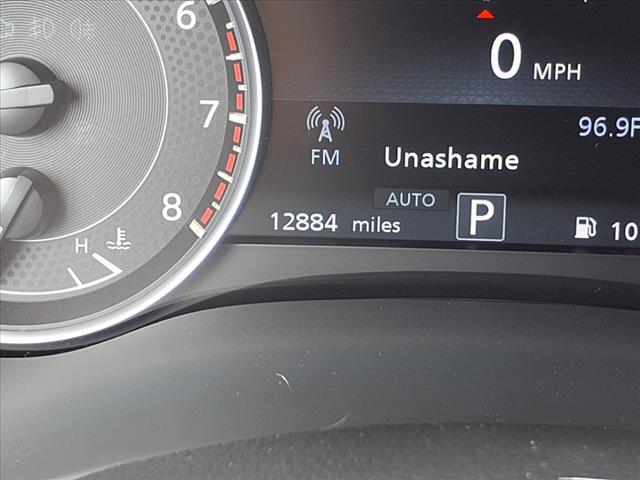 6
7
8
H
0 MPH
96.9F
FM Unashame
AUTO
12884 miles P 10